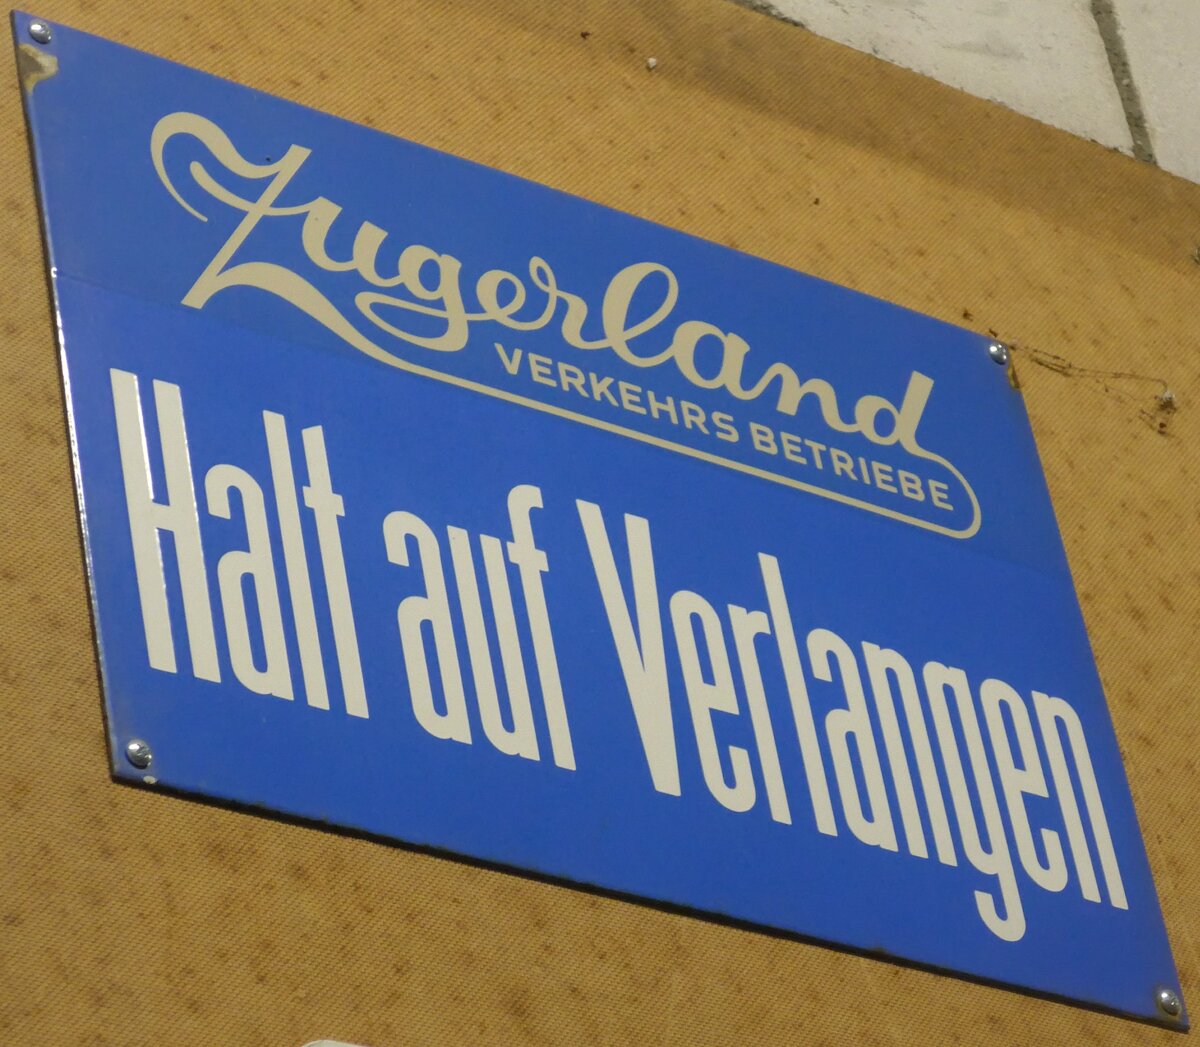 Zugerland
VERKEHRS BETRIEBE
Halt auf Verlangen